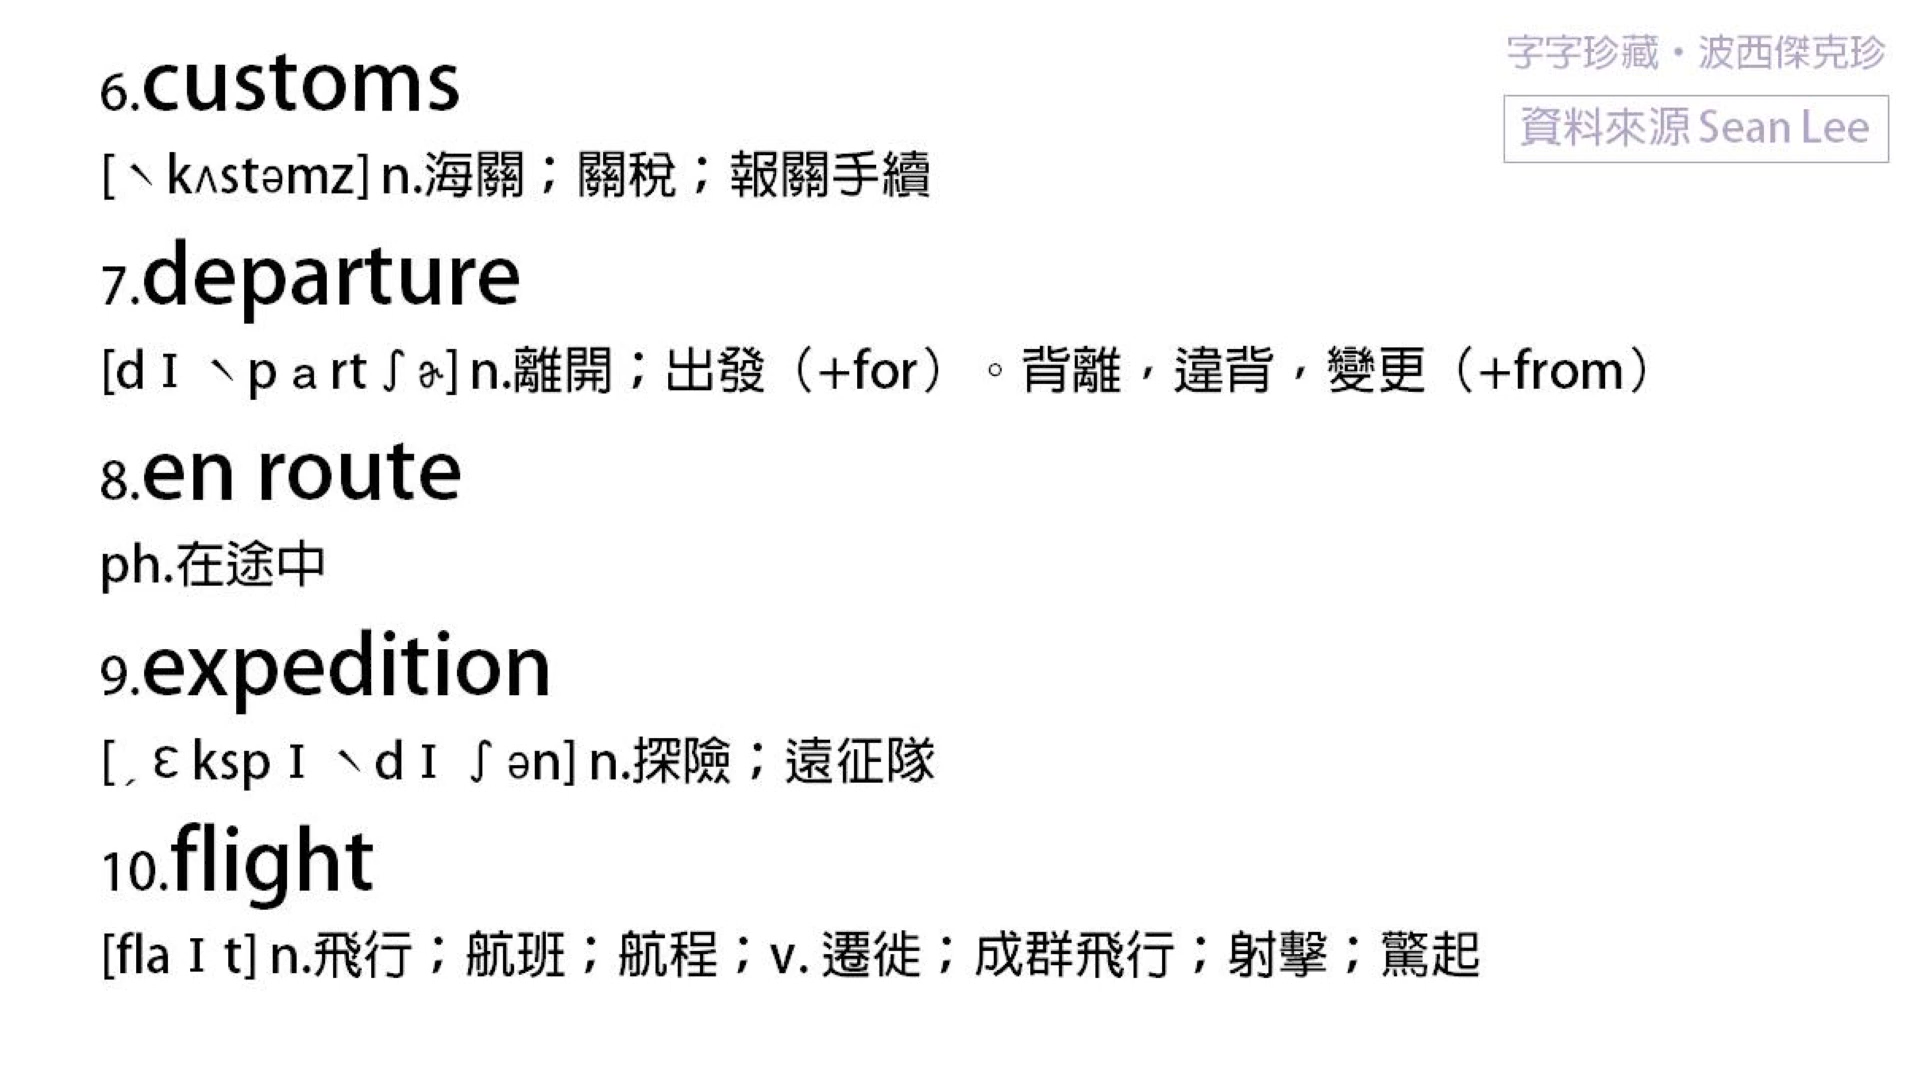 字字珍藏・波西傑克珍
資料來源 Sean Lee
6.customs
[ˋkʌstəmz] n.海關；關稅；報關手續
7.departure
[dＩˋpａrtʃɚ] n.離開；出發（+for）。背離，違背，變更（+from）
8.en route
ph.在途中
9.expedition
[ˏɛkspＩˋdＩʃən] n.探險；遠征隊
10.flight
[flaＩt] n.飛行；航班；航程；v. 遷徙；成群飛行；射擊；驚起